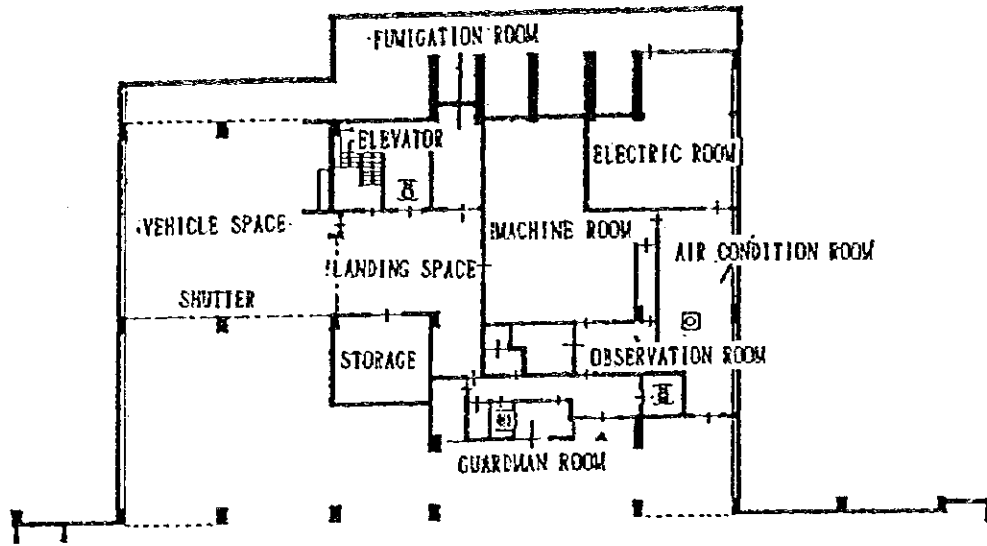 FUMIGATION ROOM
ELEVATOR
ELECTRIC ROOM
VEHICLE SPACE
MACHINE ROOM
AIR CONDITION ROOM
LANDING SPACE
SHUTTER
STORAGE
OBSERVATION ROOM
GUARDMAN ROOM